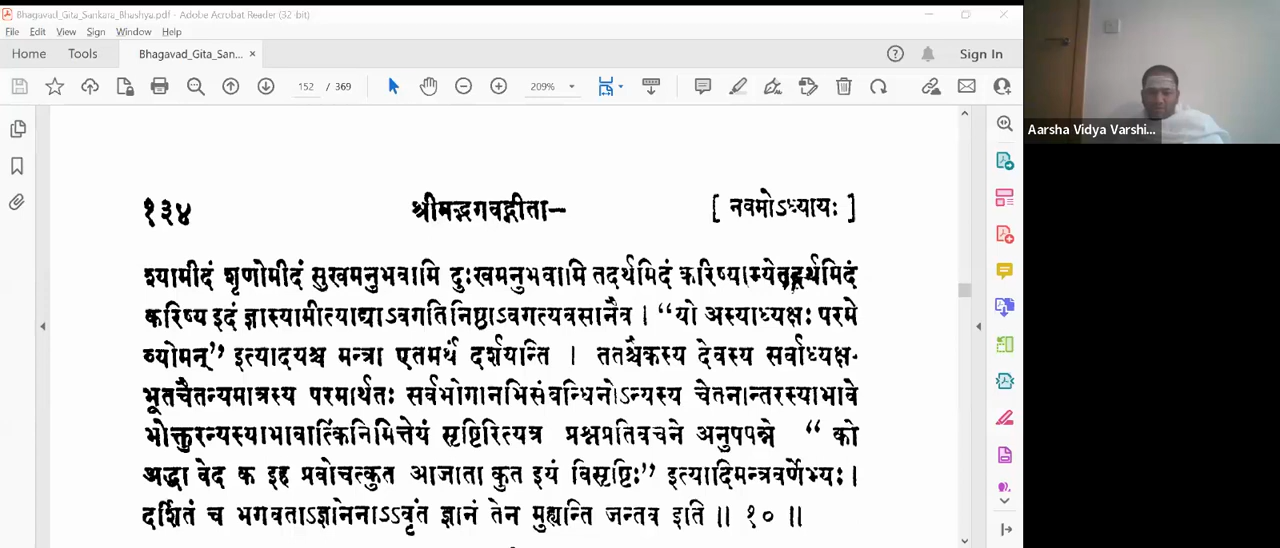 Bhagavad_Gita_Sankara_Bhashya.pdf - Adobe Acrobat Reader (32-bit)
File Edit View Sign Window Help
Home Tools Bhagavad_Gita_San... × Sign In
152 / 369 209%
Aarsha Vidya Varshi...
१३४ श्रीमद्भगवद्गीता— [ नवमोऽध्यायः ]
श्यामीदं शृणोमीदं सुखमनुभवामि दुःखमनुभवामि तदर्थमिदं करिष्याम्येतदर्थमिदं
करिष्य इदं ज्ञास्यामीत्याद्याऽवगतिनिष्ठाऽवगत्यवसानैव । “यो अस्याध्यक्षः परमे
व्योमन्” इत्यादयश्च मन्त्रा एतमर्थं दर्शयन्ति । ततश्चैकस्य देवस्य सर्वाध्यक्ष-
भूतचैतन्यमात्रस्य परमार्थतः सर्वभोगानभिसंबन्धिनोऽन्यस्य चेतनान्तरस्याभावे
भोक्तुरन्यस्याभावात्किंनिमित्तेयं सृष्टिरित्यत्र प्रश्नप्रतिवचने अनुपपन्ने “ को
अद्धा वेद क इह प्रवोचत्कुत आजाता कुत इयं विसृष्टिः” इत्यादिमन्त्रवर्णेभ्यः ।
दर्शितं च भगवताऽज्ञानेनाऽऽवृतं ज्ञानं तेन मुह्यन्ति जन्तव इति ॥ १० ॥